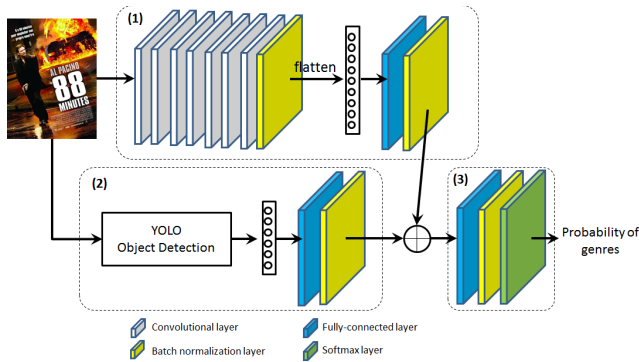 (1)
AL PACINO
88
MINUTES
flatten
(2)
YOLO
Object Detection
(3)
Probability of
genres
Convolutional layer
Fully-connected layer
Batch normalization layer
Softmax layer